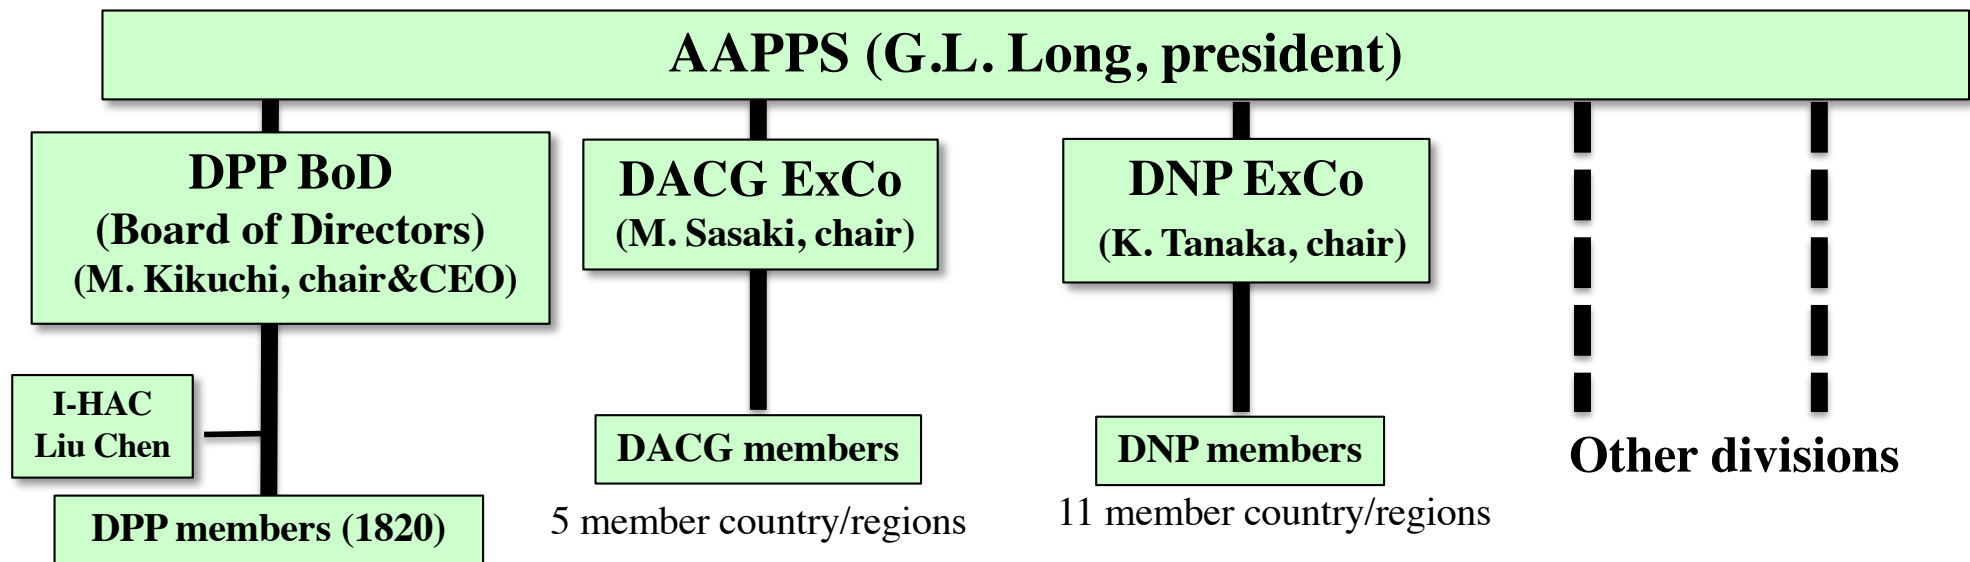 AAPPS (G.L. Long, president)
DPP BoD
(Board of Directors)
(M. Kikuchi, chair&CEO)
DACG ExCo
(M. Sasaki, chair)
DNP ExCo
(K. Tanaka, chair)
I-HAC
Liu Chen
DPP members (1820)
DACG members
5 member country/regions
DNP members
11 member country/regions
Other divisions